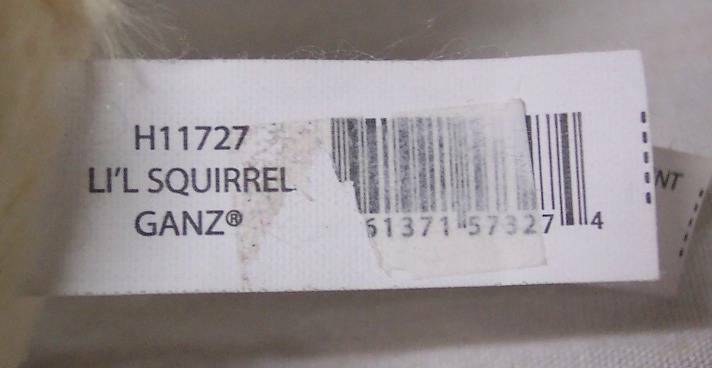 H11727
LI'L SQUIRREL
GANZ®
61371 57327 4
NT